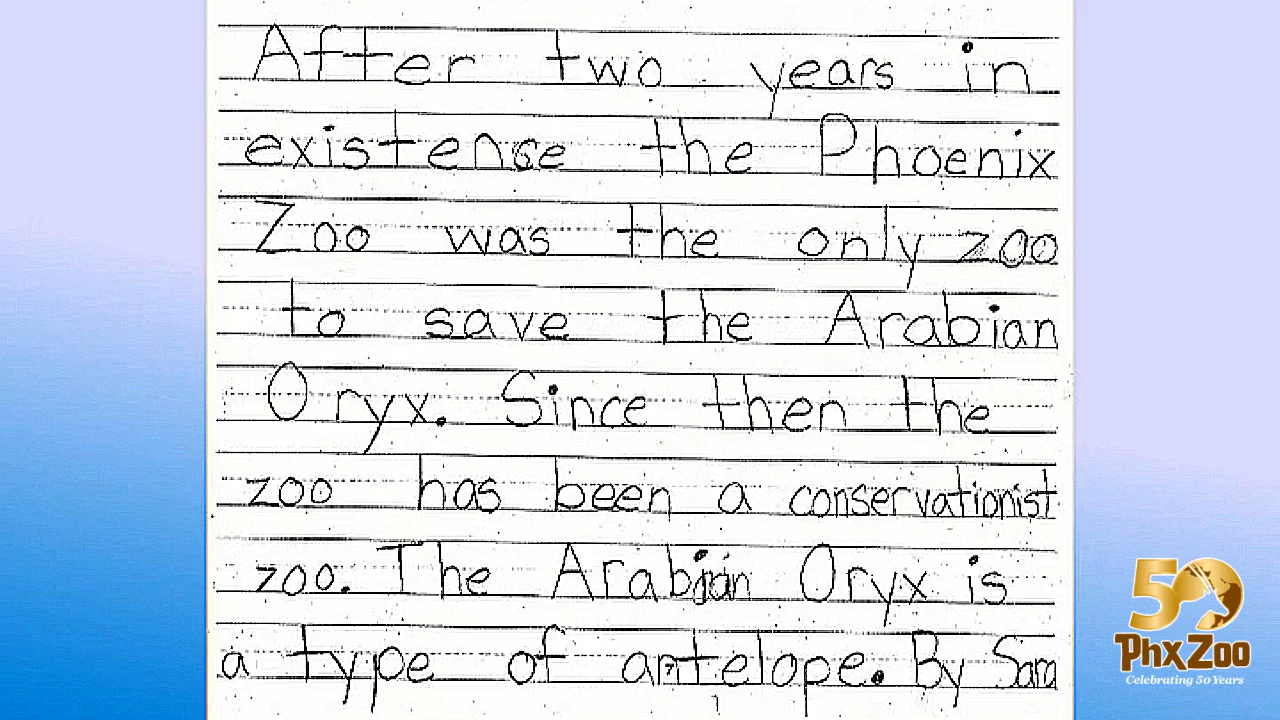 After two years in
existense the Phoenix
Zoo was the only zoo
to save the Arabian
Oryx. Since then the
zoo has been a conservationist
zoo. The Arabian Oryx is
a type of antelope. By Sara
50
PhxZoo
Celebrating 50 Years